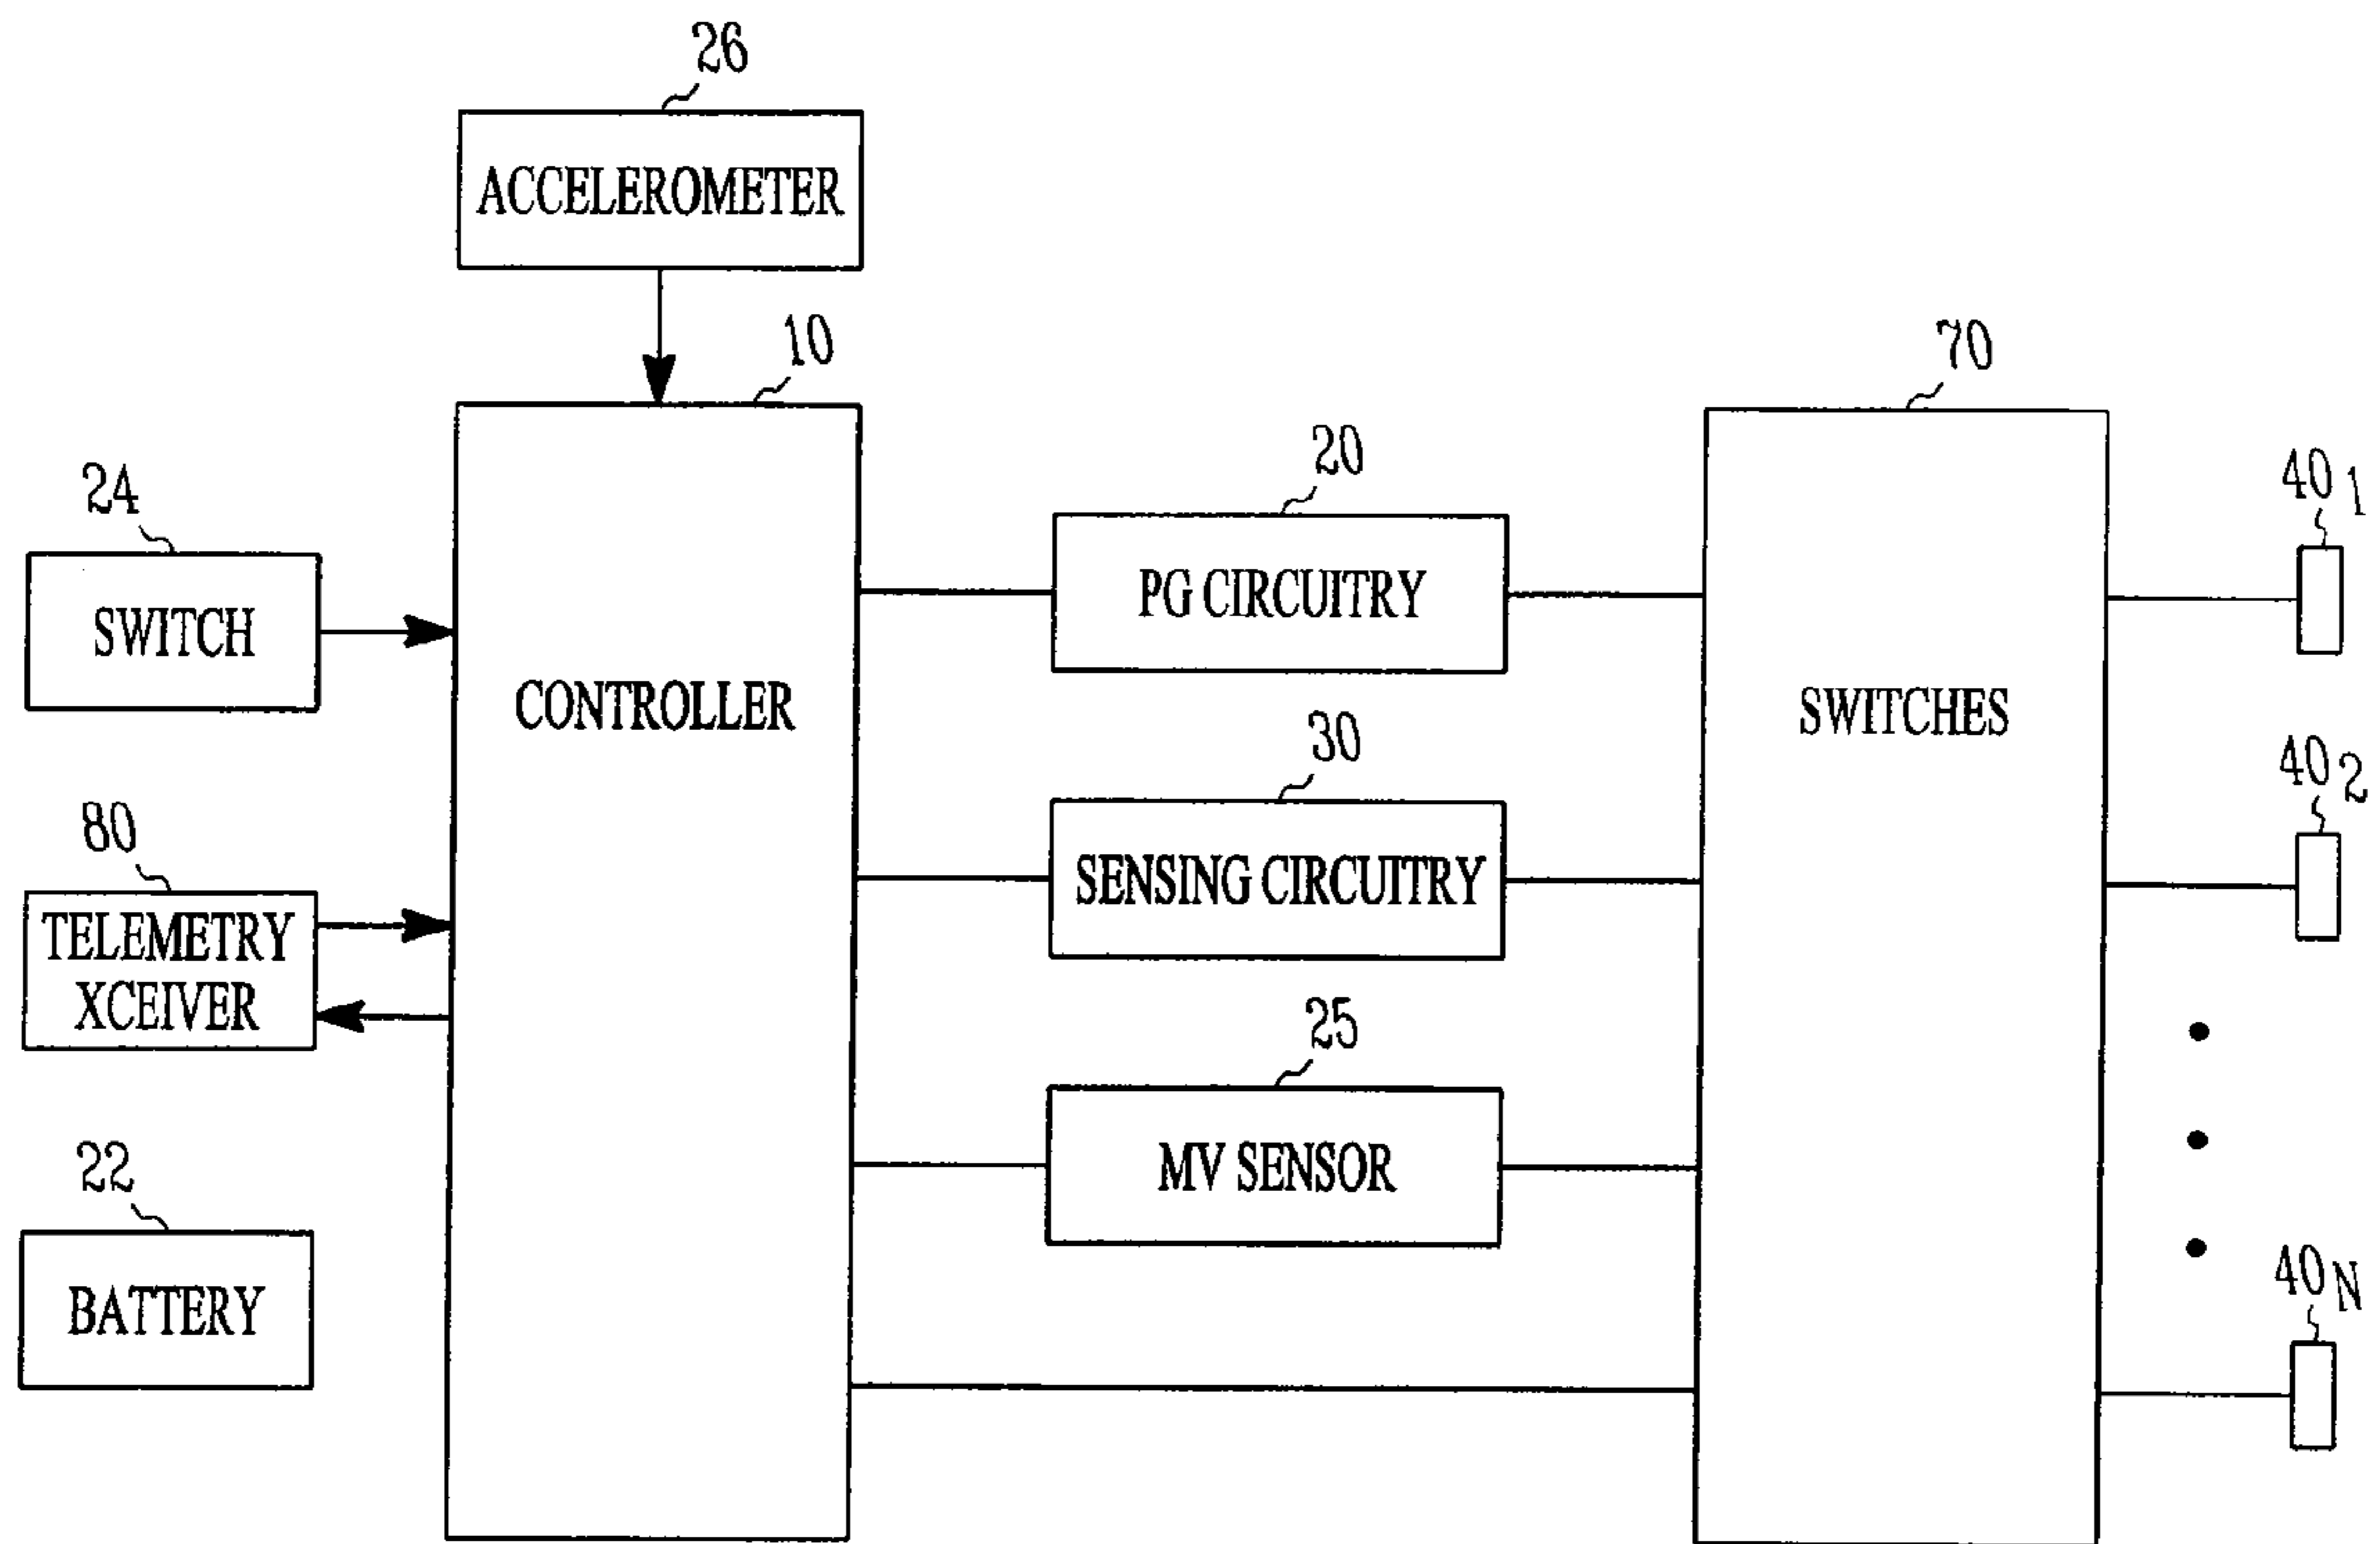 26
ACCELEROMETER
10
70
20
40 1
24
PG CIRCUITRY
SWITCH
CONTROLLER
SWITCHES
30
40 2
80
SENSING CIRCUITRY
TELEMETRY
XCEIVER
25
22
MV SENSOR
40 N
BATTERY